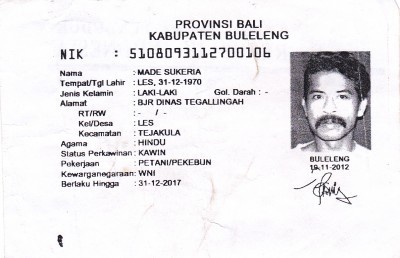 PROVINSI BALI
KABUPATEN BULELENG
NIK : 5108093112700106
Nama : MADE SUKERIA
Tempat/Tgl Lahir : LES, 31-12-1970
Jenis Kelamin : LAKI-LAKI Gol. Darah : -
Alamat : BJR DINAS TEGALLINGAH
RT/RW : - / -
Kel/Desa : LES
Kecamatan : TEJAKULA
Agama : HINDU
Status Perkawinan : KAWIN
Pekerjaan : PETANI/PEKEBUN
Kewarganegaraan : WNI
Berlaku Hingga : 31-12-2017
BULELENG
19-11-2012